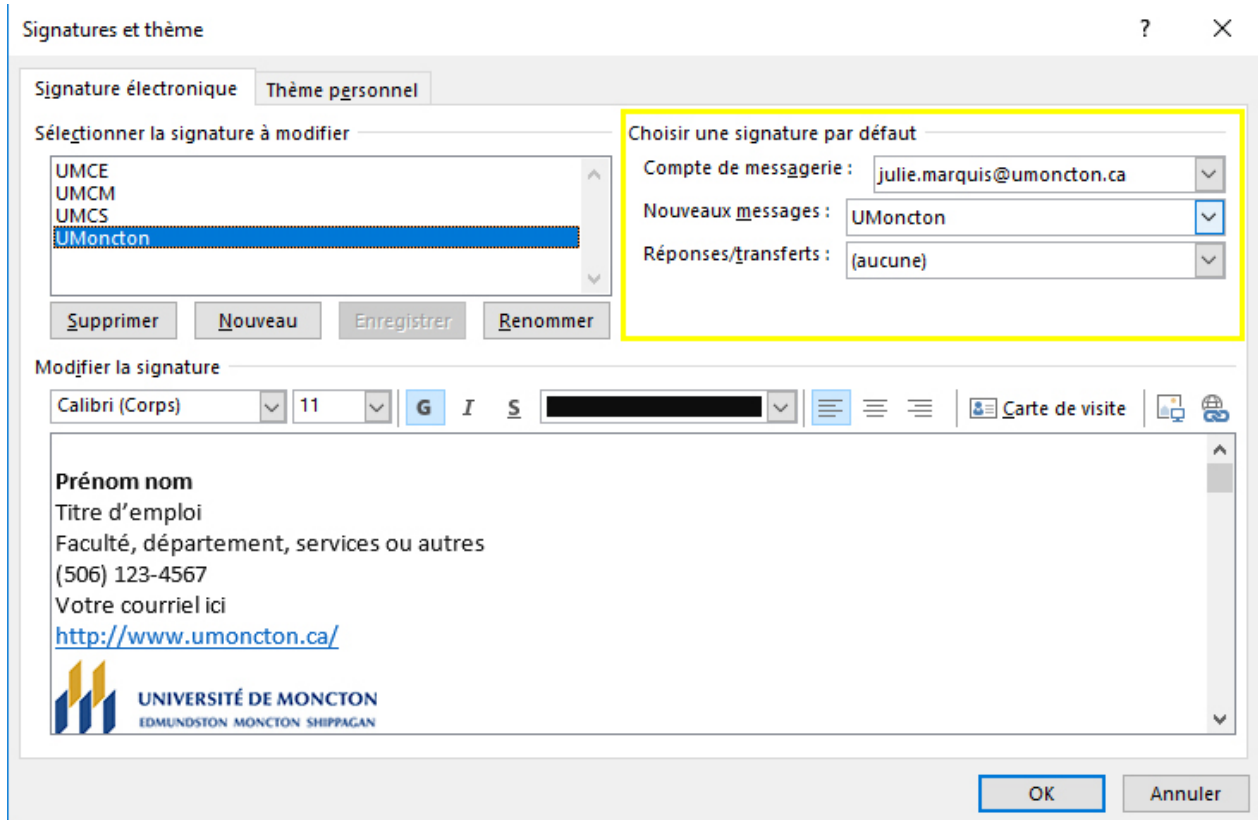 Signatures et thème
?
Signature électronique
Thème personnel
Sélectionner la signature à modifier
UMCE
UMCM
UMCS
UMoncton
Supprimer
Nouveau
Enregistrer
Renommer
Choisir une signature par défaut
Compte de messagerie : julie.marquis@umoncton.ca
Nouveaux messages : UMoncton
Réponses/transferts : (aucune)
Modifier la signature
Calibri (Corps) 11 G I S Carte de visite
Prénom nom
Titre d'emploi
Faculté, département, services ou autres
(506) 123-4567
Votre courriel ici
http://www.umoncton.ca/
UNIVERSITÉ DE MONCTON
EDMUNDSTON MONCTON SHIPPAGAN
OK
Annuler